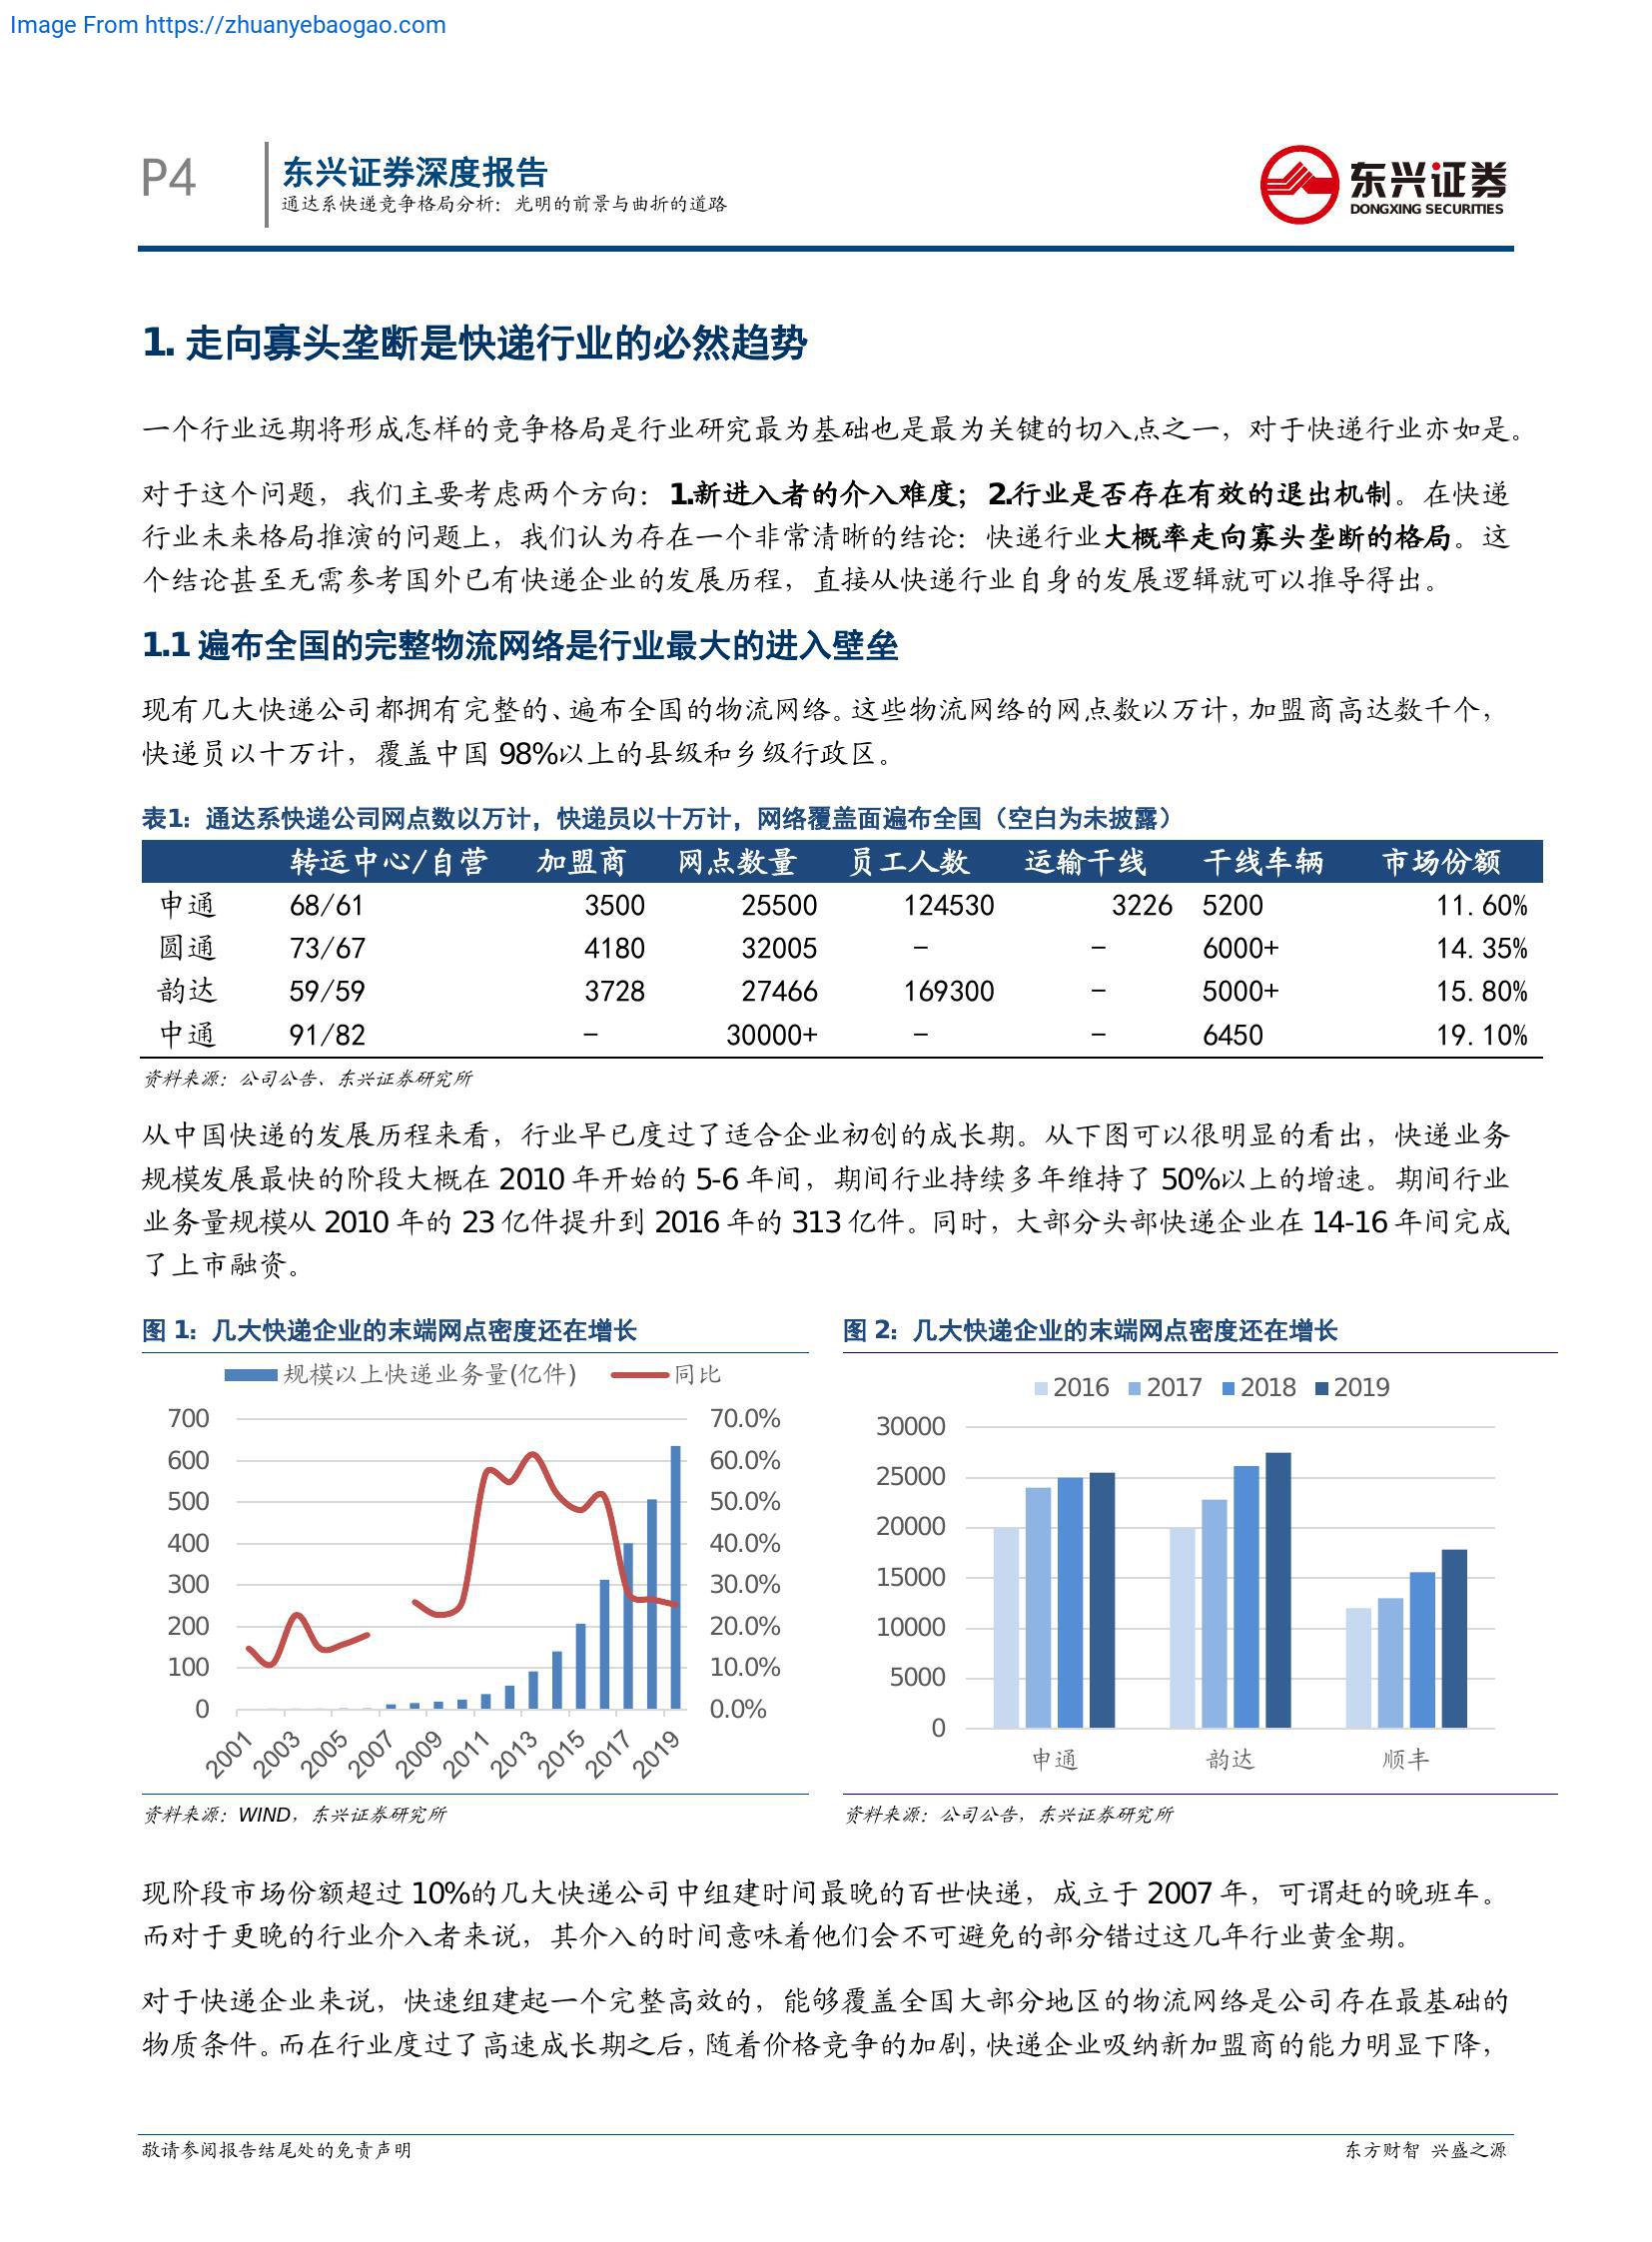 Image From https://zhuanyebaogao.com
P4
东兴证券深度报告
通达系快递竞争格局分析：光明的前景与曲折的道路
东兴证券
DONGXING SECURITIES
1. 走向寡头垄断是快递行业的必然趋势
一个行业远期将形成怎样的竞争格局是行业研究最为基础也是最为关键的切入点之一，对于快递行业亦如是。
对于这个问题，我们主要考虑两个方向：1.新进入者的介入难度；2.行业是否存在有效的退出机制。在快递
行业未来格局推演的问题上，我们认为存在一个非常清晰的结论：快递行业大概率走向寡头垄断的格局。这
个结论甚至无需参考国外已有快递企业的发展历程，直接从快递行业自身的发展逻辑就可以推导得出。
1.1 遍布全国的完整物流网络是行业最大的进入壁垒
现有几大快递公司都拥有完整的、遍布全国的物流网络。这些物流网络的网点数以万计，加盟商高达数千个，
快递员以十万计，覆盖中国 98%以上的县级和乡级行政区。
表1：通达系快递公司网点数以万计，快递员以十万计，网络覆盖面遍布全国（空白为未披露）
转运中心/自营 加盟商 网点数量 员工人数 运输干线 干线车辆 市场份额
申通 68/61 3500 25500 124530 3226 5200 11.60%
圆通 73/67 4180 32005 - - 6000+ 14.35%
韵达 59/59 3728 27466 169300 - 5000+ 15.80%
中通 91/82 - 30000+ - - 6450 19.10%
资料来源：公司公告、东兴证券研究所
从中国快递的发展历程来看，行业早已度过了适合企业初创的成长期。从下图可以很明显的看出，快递业务
规模发展最快的阶段大概在 2010 年开始的 5-6 年间，期间行业持续多年维持了 50%以上的增速。期间行业
业务量规模从 2010 年的 23 亿件提升到 2016 年的 313 亿件。同时，大部分头部快递企业在 14-16 年间完成
了上市融资。
图 1：几大快递企业的末端网点密度还在增长
规模以上快递业务量(亿件) 同比
700 70.0%
600 60.0%
500 50.0%
400 40.0%
300 30.0%
200 20.0%
100 10.0%
0 0.0%
2001 2003 2005 2007 2009 2011 2013 2015 2017 2019
资料来源：WIND，东兴证券研究所
图 2：几大快递企业的末端网点密度还在增长
2016 2017 2018 2019
30000
25000
20000
15000
10000
5000
0
申通 韵达 顺丰
资料来源：公司公告，东兴证券研究所
现阶段市场份额超过 10%的几大快递公司中组建时间最晚的百世快递，成立于 2007 年，可谓赶的晚班车。
而对于更晚的行业介入者来说，其介入的时间意味着他们会不可避免的部分错过这几年行业黄金期。
对于快递企业来说，快速组建起一个完整高效的，能够覆盖全国大部分地区的物流网络是公司存在最基础的
物质条件。而在行业度过了高速成长期之后，随着价格竞争的加剧，快递企业吸纳新加盟商的能力明显下降，
敬请参阅报告结尾处的免责声明
东方财智 兴盛之源